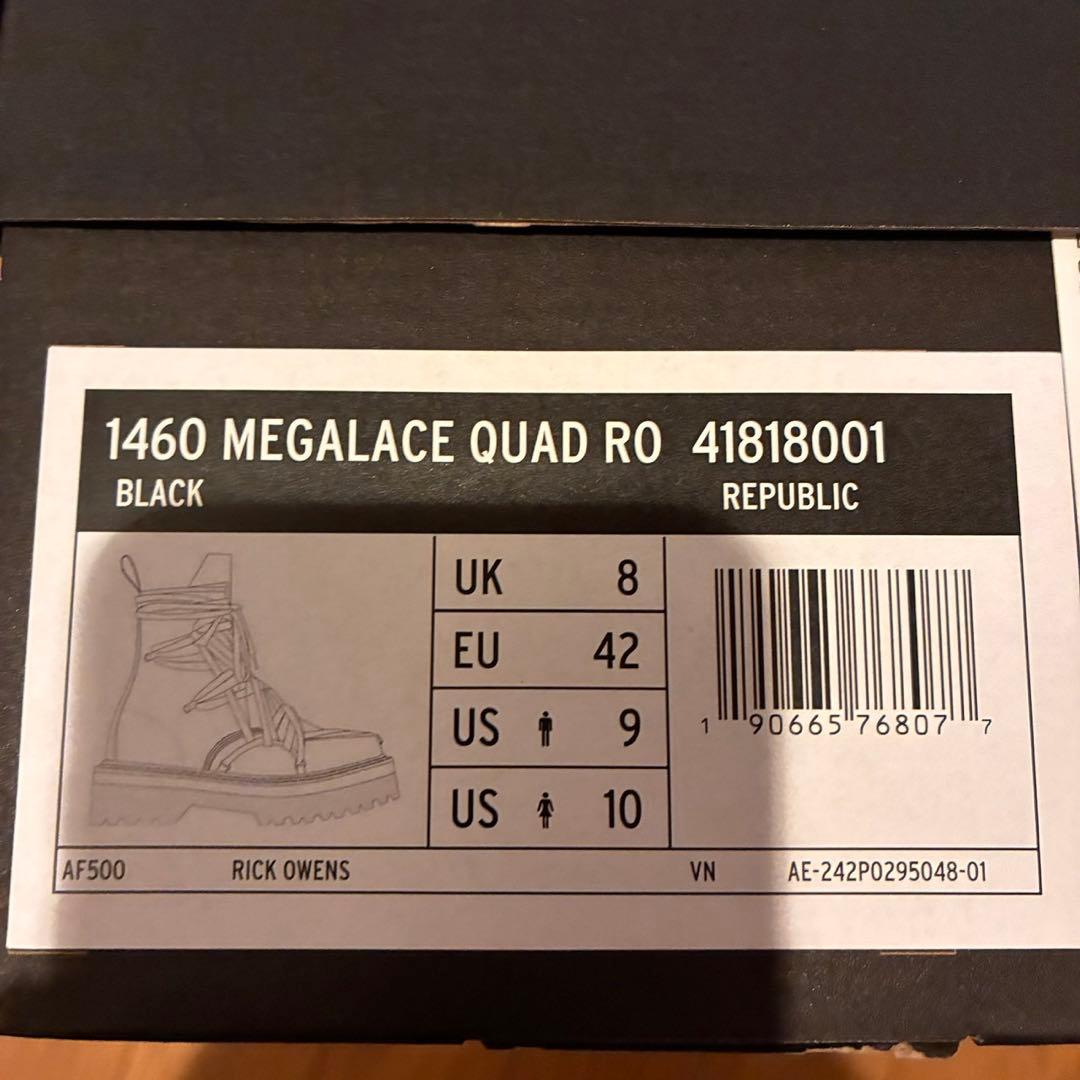 1460 MEGALACE QUAD RO 41818001
BLACK REPUBLIC
UK 8
EU 42
US 9
US 10
1 90665 76807 7
AF500 RICK OWENS VN AE-242P0295048-01